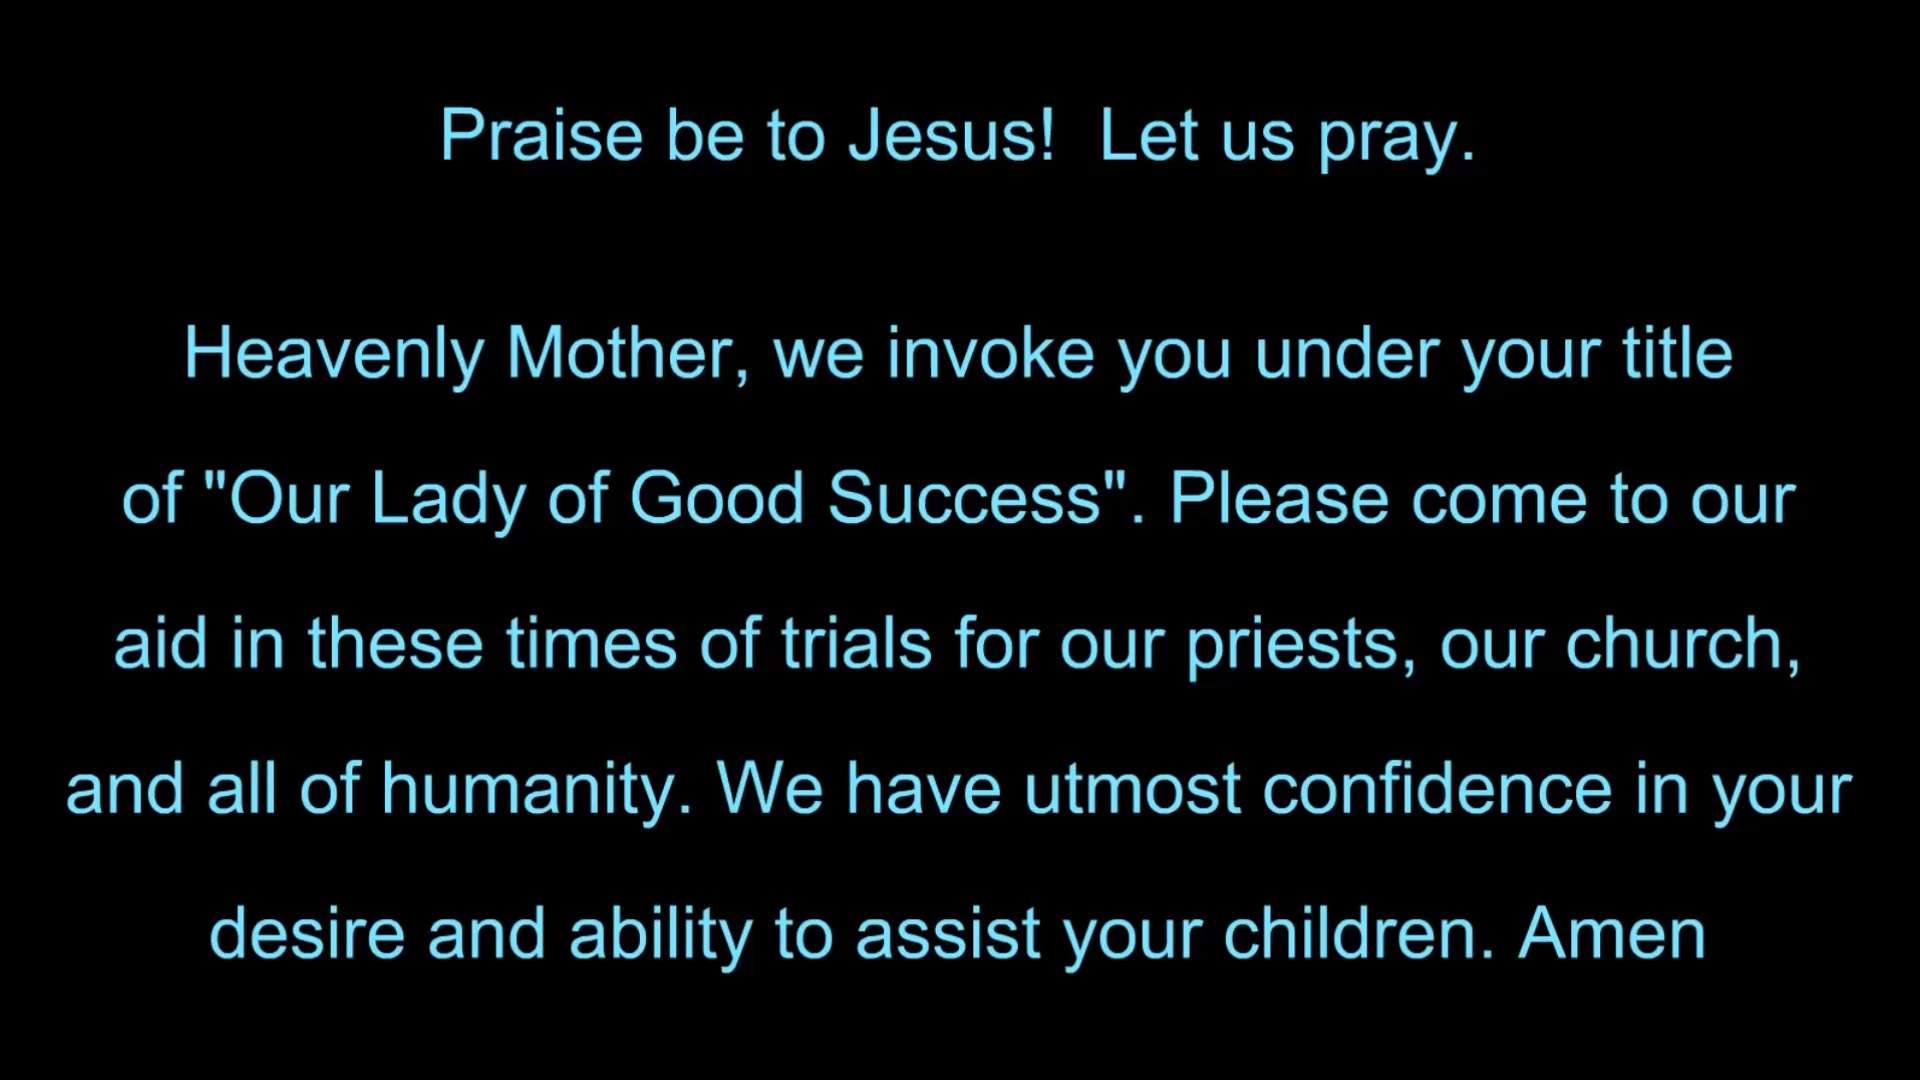 Praise be to Jesus!  Let us pray.
Heavenly Mother, we invoke you under your title
of "Our Lady of Good Success". Please come to our
aid in these times of trials for our priests, our church,
and all of humanity. We have utmost confidence in your
desire and ability to assist your children. Amen